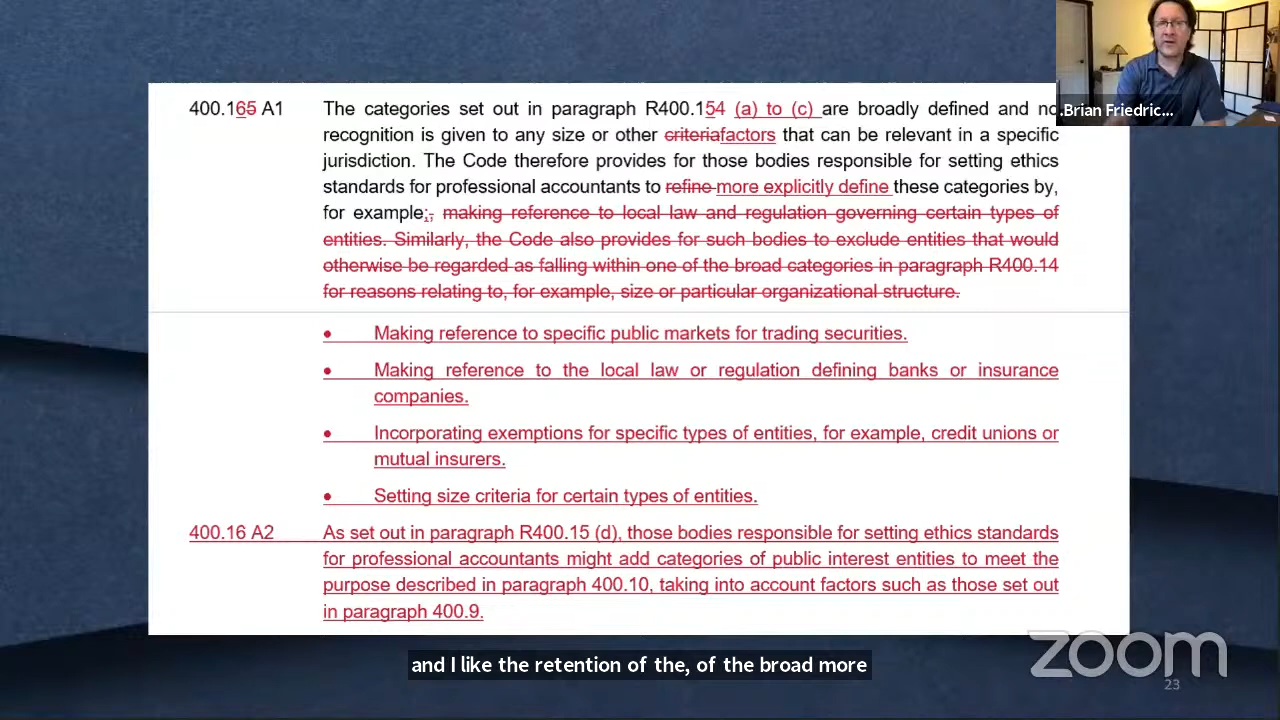 400.165 A1 The categories set out in paragraph R400.154 (a) to (c) are broadly defined and no
recognition is given to any size or other criteriafactors that can be relevant in a specific
jurisdiction. The Code therefore provides for those bodies responsible for setting ethics
standards for professional accountants to refine more explicitly define these categories by,
for example:, making reference to local law and regulation governing certain types of
entities. Similarly, the Code also provides for such bodies to exclude entities that would
otherwise be regarded as falling within one of the broad categories in paragraph R400.14
for reasons relating to, for example, size or particular organizational structure.
• Making reference to specific public markets for trading securities.
• Making reference to the local law or regulation defining banks or insurance
companies.
• Incorporating exemptions for specific types of entities, for example, credit unions or
mutual insurers.
• Setting size criteria for certain types of entities.
400.16 A2 As set out in paragraph R400.15 (d), those bodies responsible for setting ethics standards
for professional accountants might add categories of public interest entities to meet the
purpose described in paragraph 400.10, taking into account factors such as those set out
in paragraph 400.9.
.Brian Friedric...
and I like the retention of the, of the broad more
zoom
23